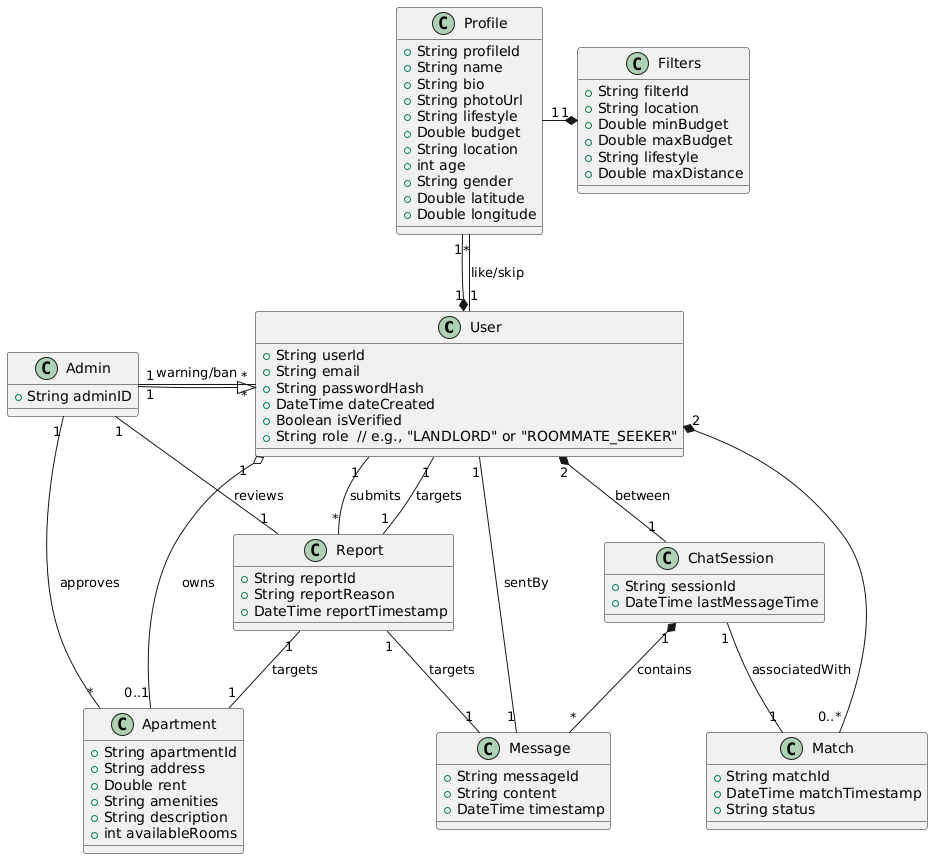 C Profile
String profileId
String name
String bio
String photoUrl
String lifestyle
Double budget
String location
int age
String gender
Double latitude
Double longitude
C Filters
String filterId
String location
Double minBudget
Double maxBudget
String lifestyle
Double maxDistance
1 1
1 *
like/skip
1 1
C User
String userId
String email
String passwordHash
DateTime dateCreated
Boolean isVerified
String role // e.g., "LANDLORD" or "ROOMMATE_SEEKER"
C Admin
String adminID
1 warning/ban *
1 *
1 1 1 1 1 1 2 2
reviews
submits
targets
between
1 * 1 1
C Report
String reportId
String reportReason
DateTime reportTimestamp
C ChatSession
String sessionId
DateTime lastMessageTime
approves
owns
sentBy
1 1 1 1
targets
targets
contains
associatedWith
* 0..1 1 1 1 * 1 0..*
C Apartment
String apartmentId
String address
Double rent
String amenities
String description
int availableRooms
C Message
String messageId
String content
DateTime timestamp
C Match
String matchId
DateTime matchTimestamp
String status